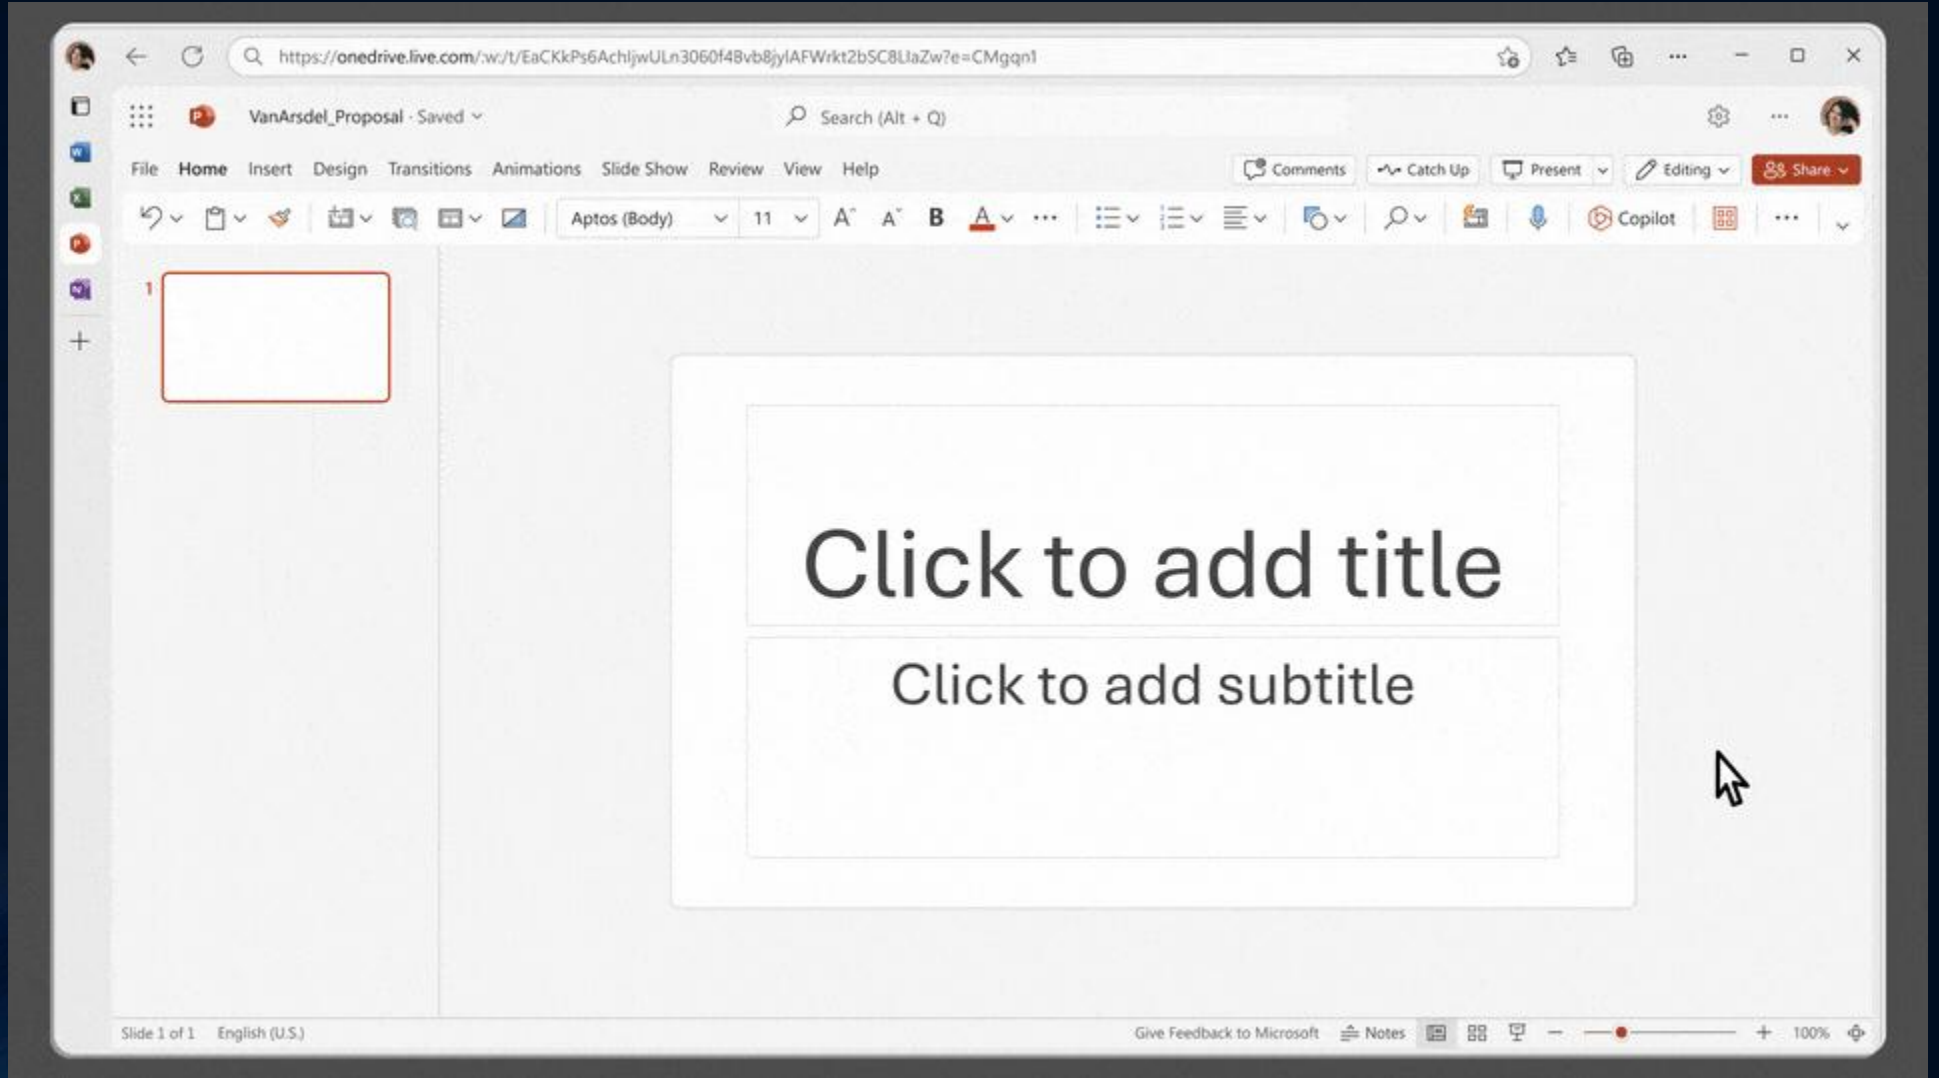 https://onedrive.live.com/:w:/t/EaCKkPs6AchIjwULn3060f4Bvb8jylAFWrkt2bSC8LIaZw?e=CMgqn1
VanArsdel_Proposal · Saved
Search (Alt + Q)
File Home Insert Design Transitions Animations Slide Show Review View Help
Comments Catch Up Present Editing Share
Aptos (Body) 11 A A B A Copilot
1
Click to add title
Click to add subtitle
Slide 1 of 1 English (U.S.) Give Feedback to Microsoft Notes 100%